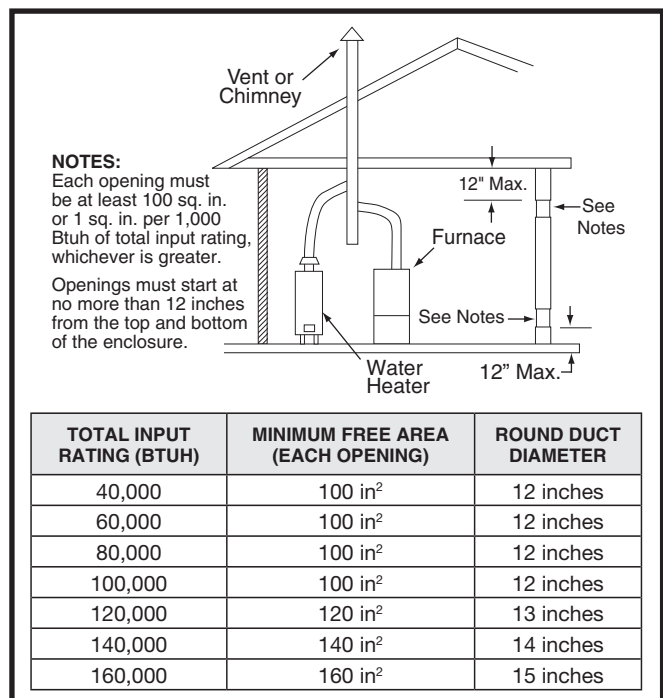 Vent or
Chimney
NOTES:
Each opening must
be at least 100 sq. in.
or 1 sq. in. per 1,000
Btuh of total input rating,
whichever is greater.
Openings must start at
no more than 12 inches
from the top and bottom
of the enclosure.
12" Max.
See
Notes
Furnace
See Notes
Water
Heater
12” Max.
TOTAL INPUT
RATING (BTUH)
MINIMUM FREE AREA
(EACH OPENING)
ROUND DUCT
DIAMETER
40,000 100 in² 12 inches
60,000 100 in² 12 inches
80,000 100 in² 12 inches
100,000 100 in² 12 inches
120,000 120 in² 13 inches
140,000 140 in² 14 inches
160,000 160 in² 15 inches